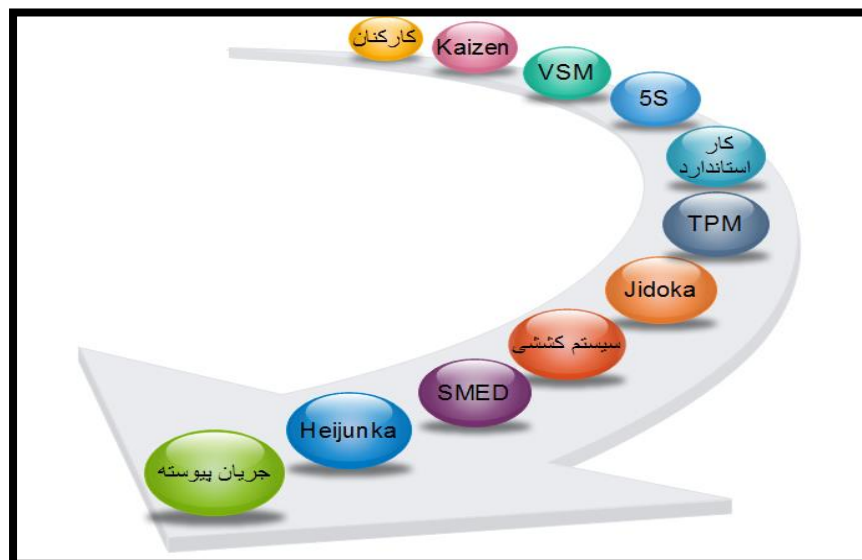 کارکنان
Kaizen
VSM
5S
کار
استاندارد
TPM
Jidoka
سیستم کششی
SMED
Heijunka
جریان پیوسته